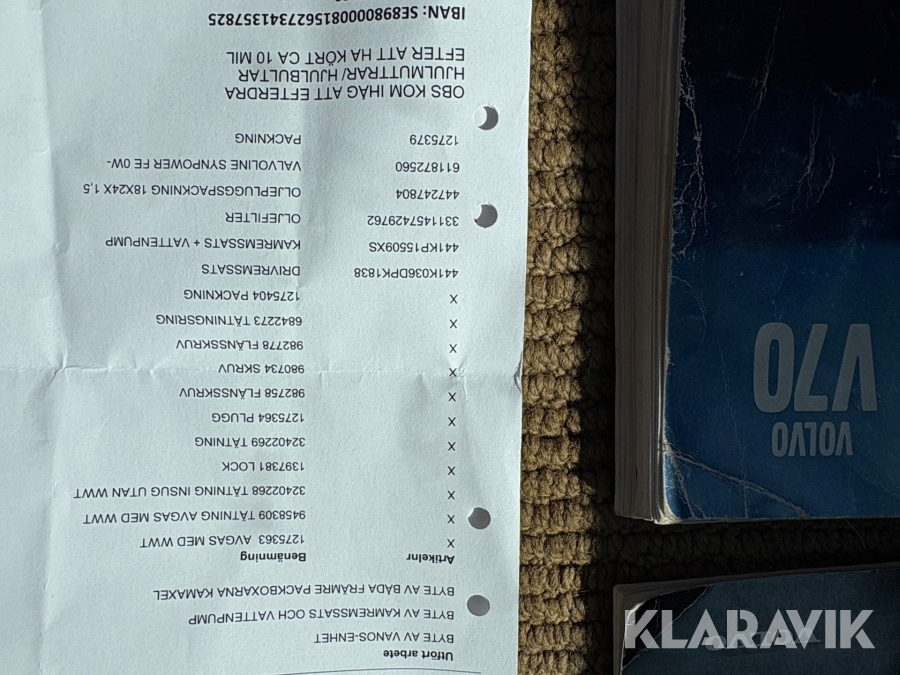 Utfört arbete
BYTE AV VANOS-ENHET
BYTE AV KAMREMSSATS OCH VATTENPUMP
BYTE AV BÅDA FRÄMRE PACKBOXARNA KAMAXEL
Artikelnr Benämning
X 1275363 AVGAS MED WWT
X 9458309 TÄTNING AVGAS MED WWT
X 32402268 TÄTNING INSUG UTAN WWT
X 1397381 LOCK
X 32402269 TÄTNING
X 1275364 PLUGG
X 982758 FLÄNSSKRUV
X 980734 SKRUV
X 982778 FLÄNSSKRUV
X 6842273 TÄTNINGSRING
X 1275404 PACKNING
441K036DPK1838 DRIVREMSSATS
441KP15509XS KAMREMSSATS + VATTENPUMP
3311457429762 OLJEFILTER
447247804 OLJEPLUGGSPACKNING 18X24X 1,5
611872560 VALVOLINE SYNPOWER FE 0W-
1275379 PACKNING
OBS KOM IHÅG ATT EFTERDRA
HJULMUTTRAR/ HJULBULTAR
EFTER ATT HA KÖRT CA 10 MIL
IBAN: SE8980000815627341357825
VOLVO
V70
KLARAVIK